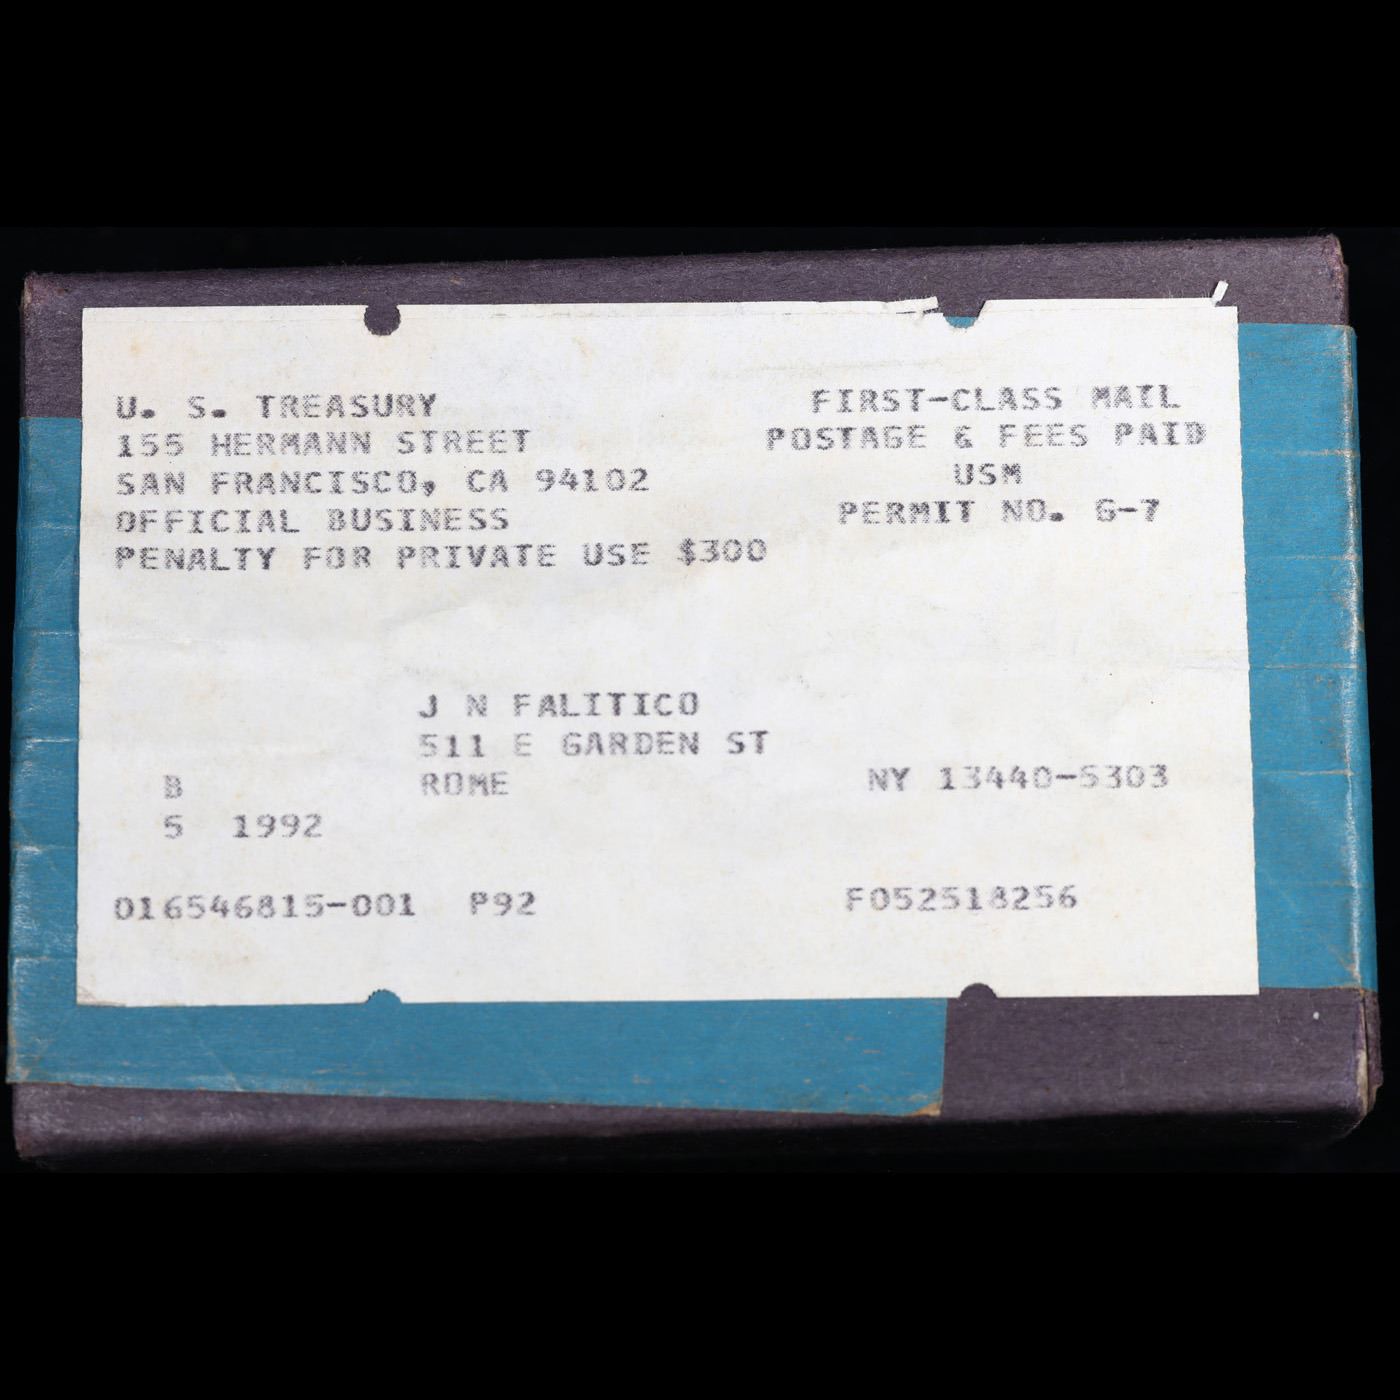 U. S. TREASURY
155 HERMANN STREET
SAN FRANCISCO, CA 94102
OFFICIAL BUSINESS
PENALTY FOR PRIVATE USE $300
FIRST-CLASS MAIL
POSTAGE & FEES PAID
USM
PERMIT NO. G-7
J N FALITICO
511 E GARDEN ST
B ROME NY 13440-5303
5 1992
016546815-001 P92 F052518256